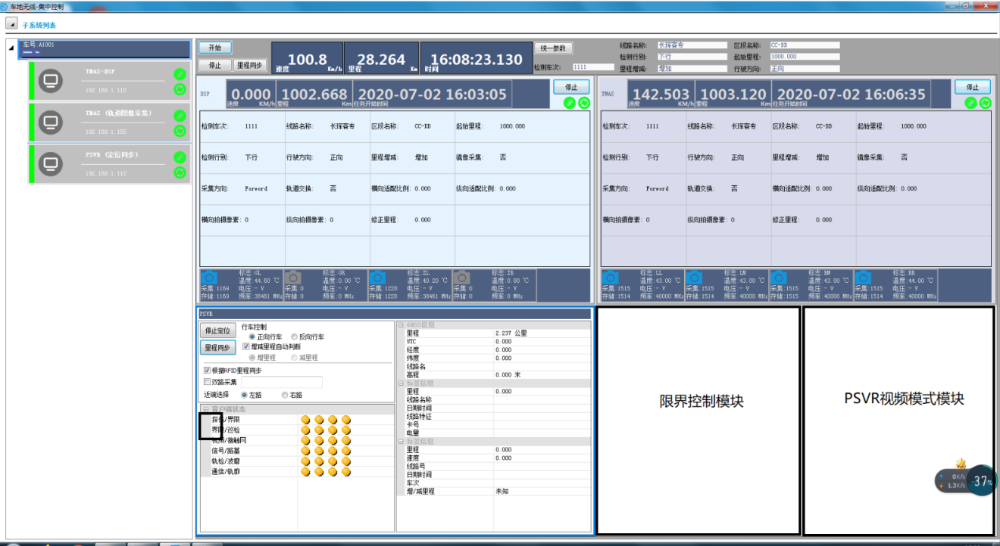 车地无线-集中控制
子系统列表
车号:A1001
TMAS-DSP
192.168.1.110
TMAS (轨道图像采集)
192.168.1.155
PSVR (定位同步)
192.168.1.112
开始
停止 里程同步
100.8
速度 Km/h
28.264
里程 Km
16:08:23.130
时间
统一参数
检测车次: 1111
线路名称: 长珲客专 区段名称: CC-DD
检测行别: 下行 起始里程: 1000.000
里程增减: 增加 行驶方向: 正向
DSP
0.000
速度 KM/h
1002.668
里程 Km
2020-07-02 16:03:05
任务开始时间
停止
检测车次: 1111 线路名称: 长珲客专 区段名称: CC-DD 起始里程: 1000.000
检测行别: 下行 行驶方向: 正向 里程增减: 增加 镜像采集: 否
采集方向: Forword 轨道交换: 否 横向适配比例: 0.000 纵向适配比例: 0.000
横向拍摄像素: 0 纵向拍摄像素: 0 修正里程: 0.000
标志:GL 温度:44.60 ℃
采集:1169 电压:- V
存储:1169 频率:38461 MHz
标志:GR 温度:0.00 ℃
采集:0 电压:- V
存储:0 频率:0 MHz
标志:ZL 温度:40.20 ℃
采集:1228 电压:- V
存储:1228 频率:38461 MHz
标志:ZR 温度:0.00 ℃
采集:0 电压:- V
存储:0 频率:0 MHz
TMAS
142.503
速度 KM/h
1003.120
里程 Km
2020-07-02 16:06:35
任务开始时间
停止
检测车次: 1111 线路名称: 长珲客专 区段名称: CC-DD 起始里程: 1000.000
检测行别: 下行 行驶方向: 正向 里程增减: 增加 镜像采集: 否
采集方向: Forword 轨道交换: 否 横向适配比例: 0.000 纵向适配比例: 0.000
横向拍摄像素: 0 纵向拍摄像素: 0 修正里程: 0.000
标志:LL 温度:43.00 ℃
采集:1515 电压:- V
存储:1514 频率:40000 MHz
标志:LM 温度:43.00 ℃
采集:1515 电压:- V
存储:1514 频率:40000 MHz
标志:RM 温度:43.00 ℃
采集:1515 电压:- V
存储:1514 频率:40000 MHz
标志:RR 温度:44.00 ℃
采集:1515 电压:- V
存储:1514 频率:40000 MHz
PSVR
停止定位
里程同步
行车控制
正向行车 反向行车
增减里程自动判断
增里程 减里程
根据RFID里程同步
双路采集
近端选择 左路 右路
客户端状态
探伤/界限
界限/巡检
视频/接触网
信号/路基
轨检/波磨
通信/轨廓
GNSS信息
里程 2.237 公里
UTC 0.000
经度 0.000
纬度 0.000
线路名
高程 0.000 米
标签信息
里程 0.000
线路名称
日期时间
线路特征
卡号
电量
标签信息
里程 0.000
速度 0.000
线路号
日期时间
车次
增/减里程 未知
限界控制模块
PSVR视频模式模块
0K/s
1.3K/s
37%